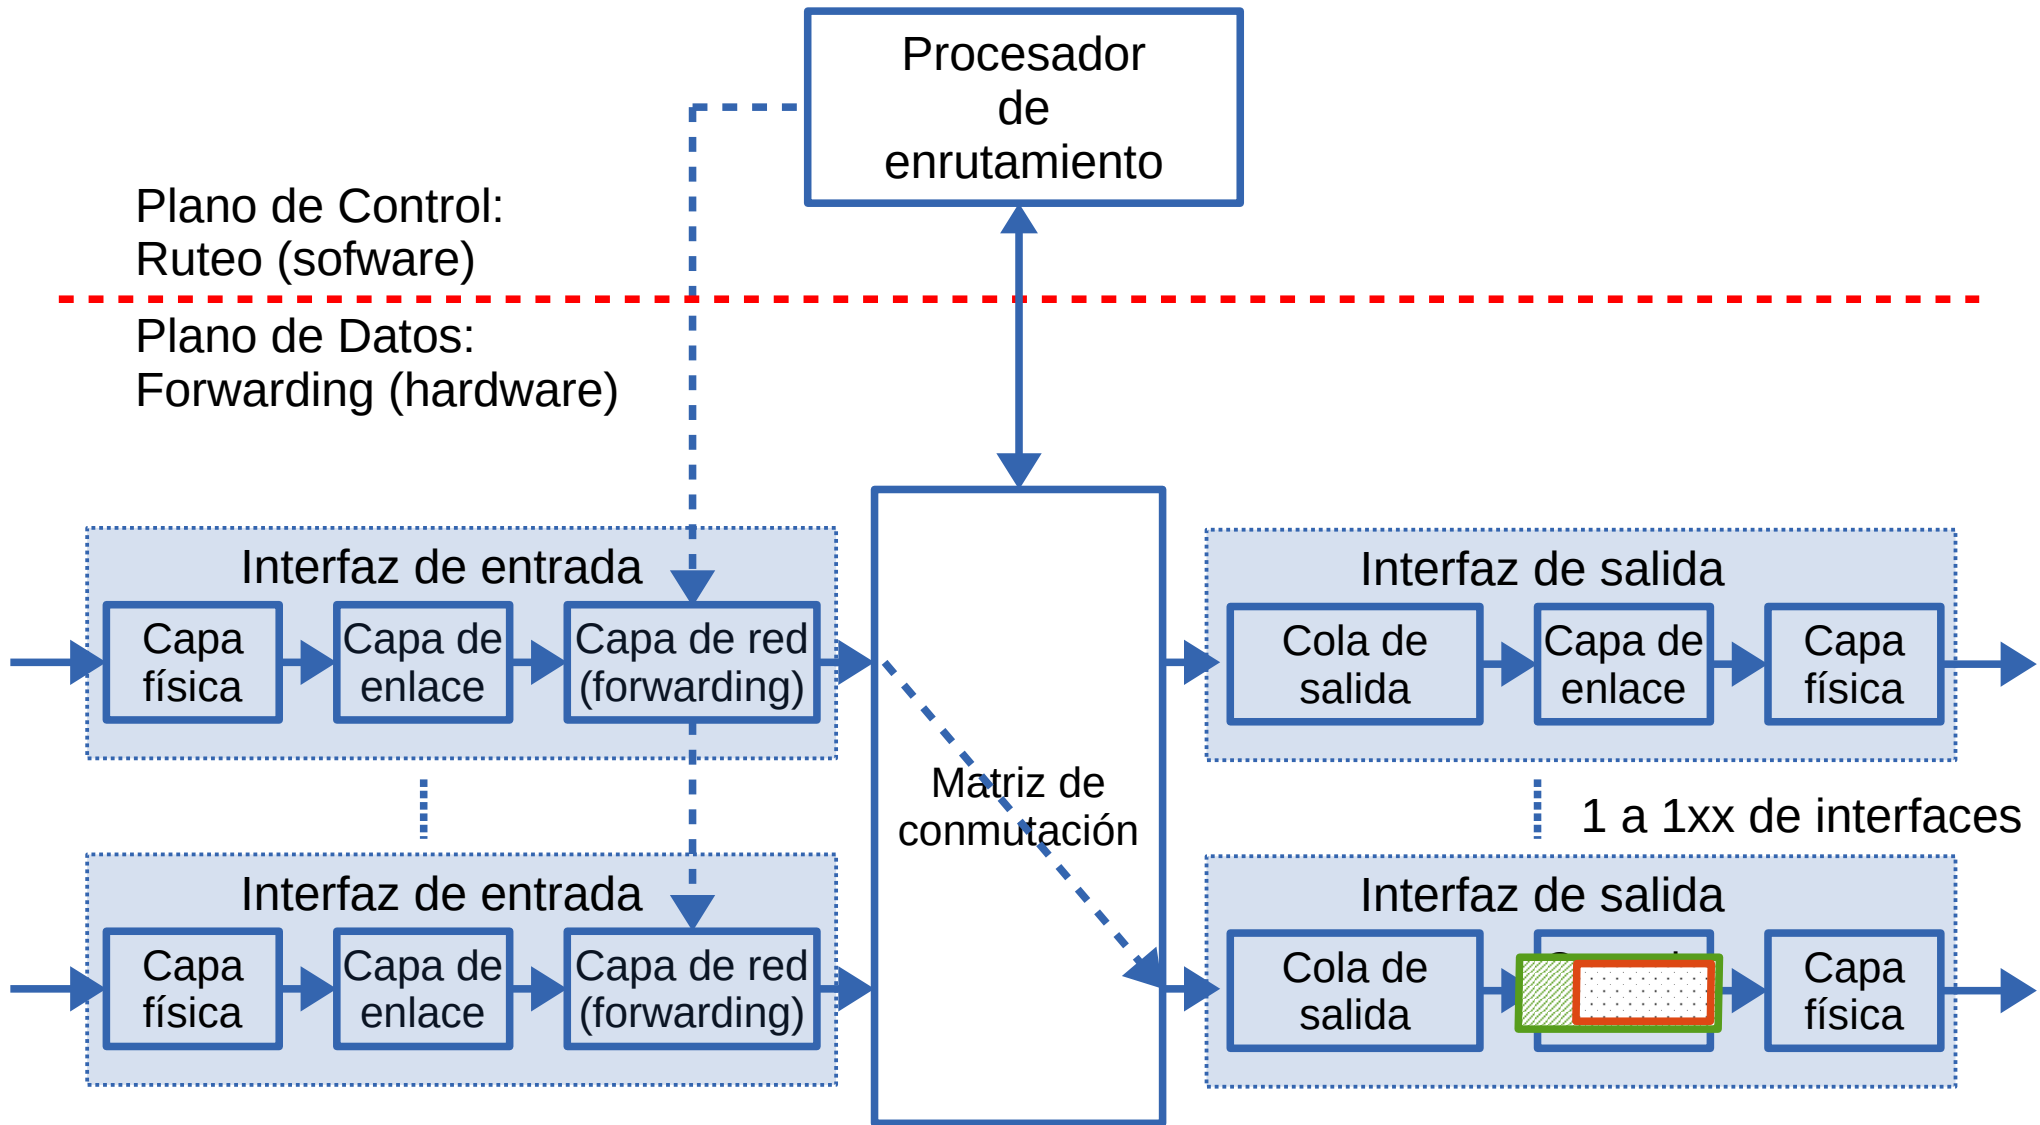 Procesador
de
enrutamiento
Plano de Control:
Ruteo (sofware)
Plano de Datos:
Forwarding (hardware)
Interfaz de entrada
Capa
física
Capa de
enlace
Capa de red
(forwarding)
Matriz de
conmutación
Interfaz de salida
Cola de
salida
Capa de
enlace
Capa
física
1 a 1xx de interfaces
Interfaz de entrada
Capa
física
Capa de
enlace
Capa de red
(forwarding)
Interfaz de salida
Cola de
salida
Capa
física